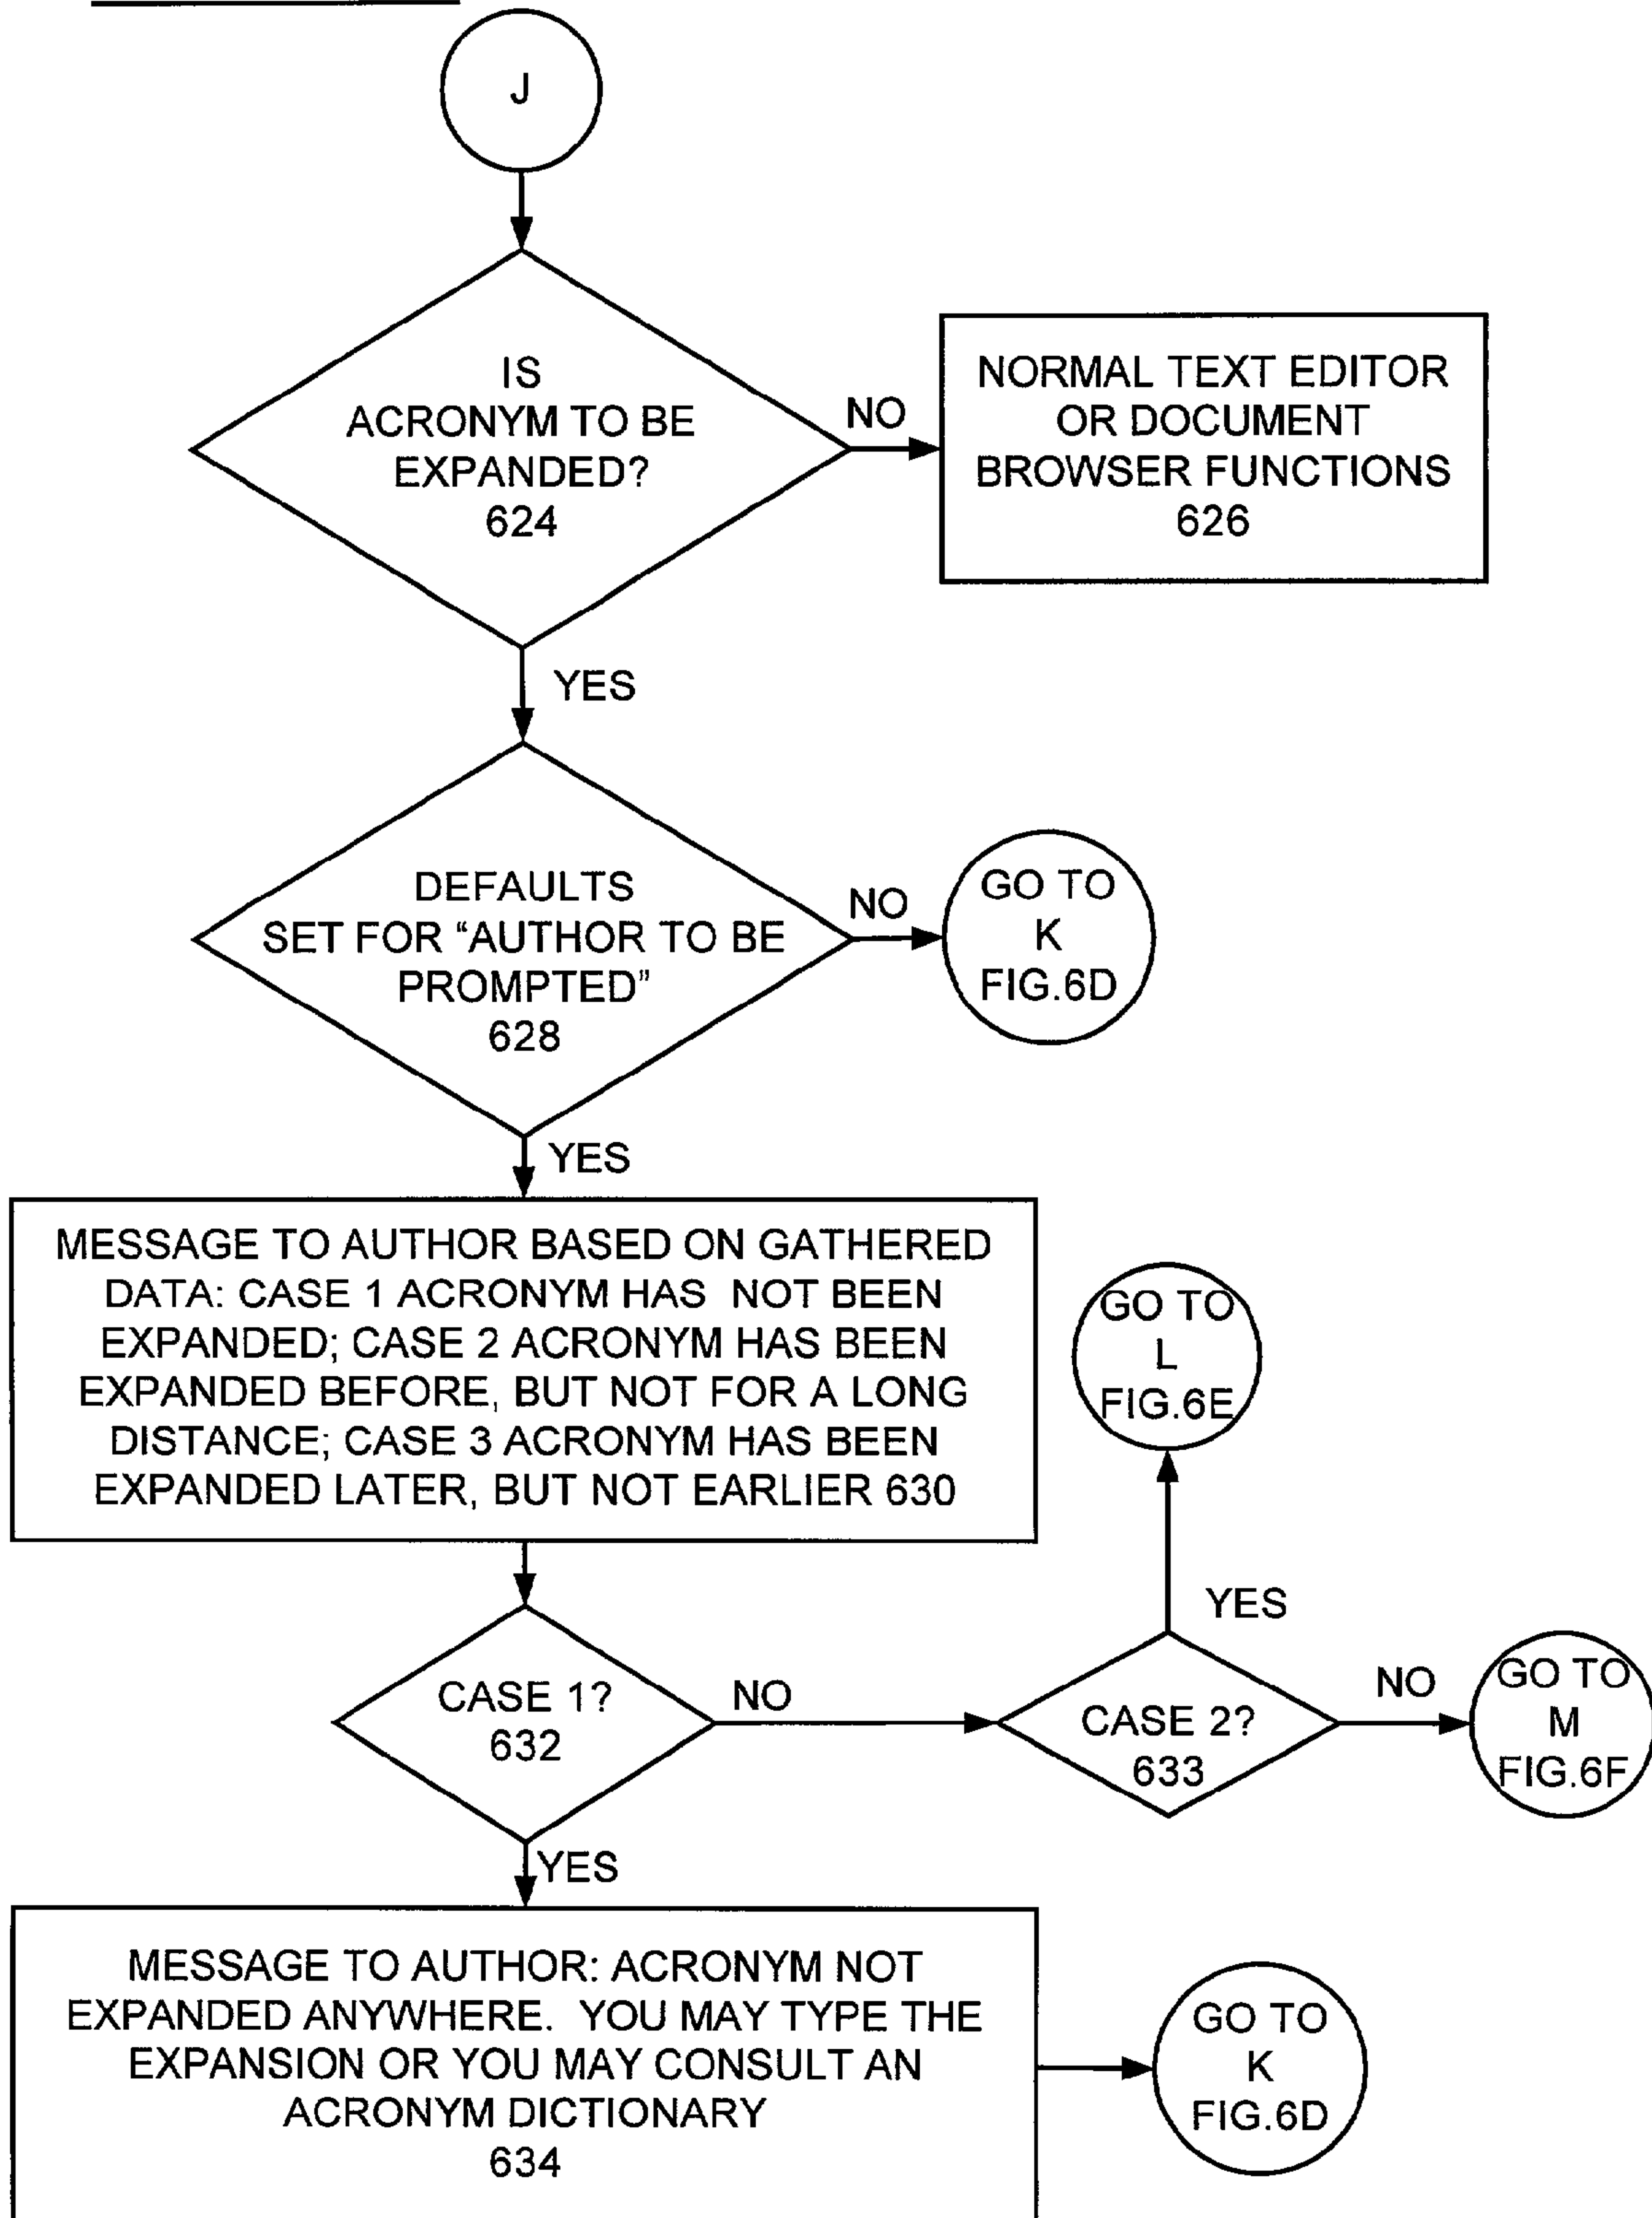 J
IS
ACRONYM TO BE
EXPANDED?
624
NO
NORMAL TEXT EDITOR
OR DOCUMENT
BROWSER FUNCTIONS
626
YES
DEFAULTS
SET FOR “AUTHOR TO BE
PROMPTED”
628
NO
GO TO
K
FIG.6D
YES
MESSAGE TO AUTHOR BASED ON GATHERED
DATA: CASE 1 ACRONYM HAS NOT BEEN
EXPANDED; CASE 2 ACRONYM HAS BEEN
EXPANDED BEFORE, BUT NOT FOR A LONG
DISTANCE; CASE 3 ACRONYM HAS BEEN
EXPANDED LATER, BUT NOT EARLIER 630
GO TO
L
FIG.6E
YES
CASE 1?
632
NO
CASE 2?
633
NO
GO TO
M
FIG.6F
YES
MESSAGE TO AUTHOR: ACRONYM NOT
EXPANDED ANYWHERE. YOU MAY TYPE THE
EXPANSION OR YOU MAY CONSULT AN
ACRONYM DICTIONARY
634
GO TO
K
FIG.6D